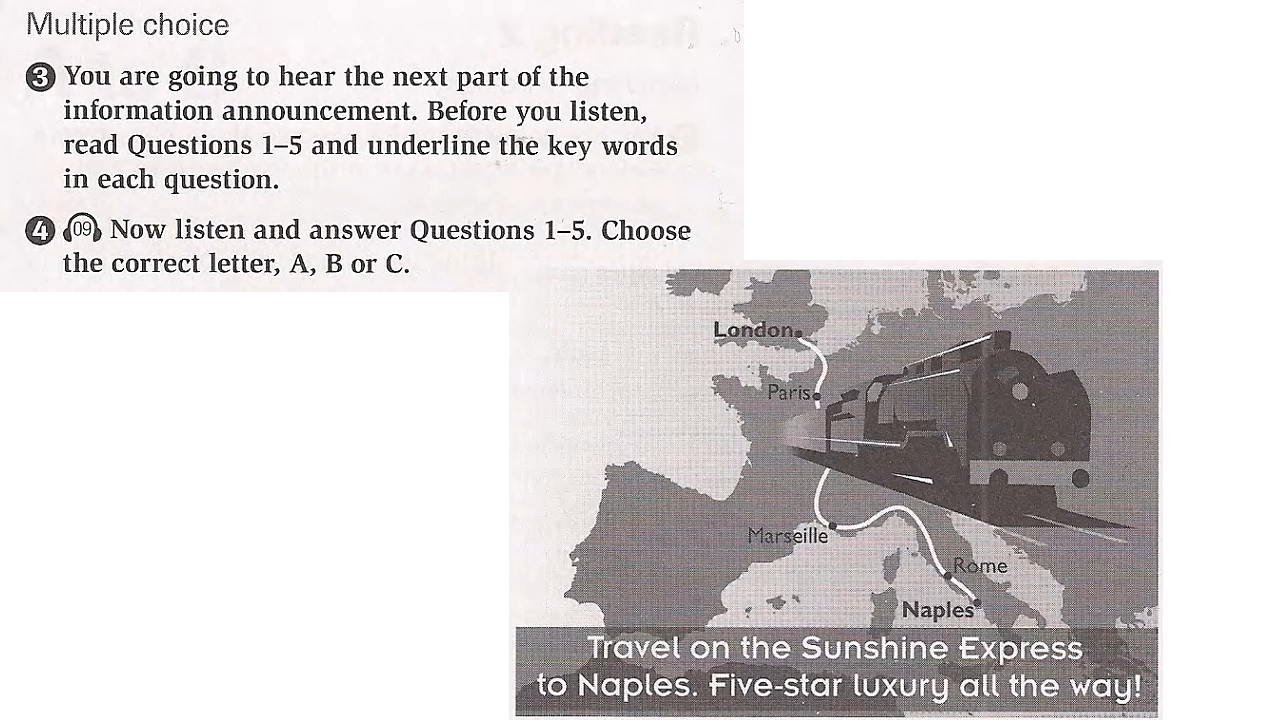 Multiple choice
3 You are going to hear the next part of the
information announcement. Before you listen,
read Questions 1–5 and underline the key words
in each question.
4 09 Now listen and answer Questions 1–5. Choose
the correct letter, A, B or C.
London
Paris
Marseille
Rome
Naples
Travel on the Sunshine Express
to Naples. Five-star luxury all the way!